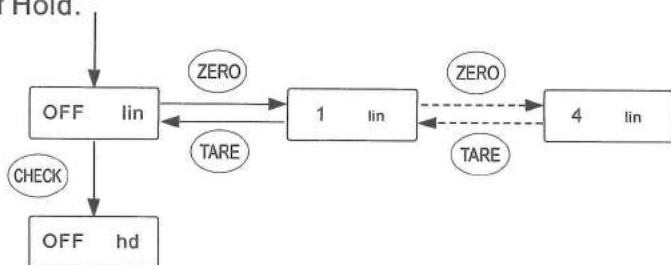 f Hold.
ZERO ZERO
OFF lin 1 lin 4 lin
TARE TARE
CHECK
OFF hd